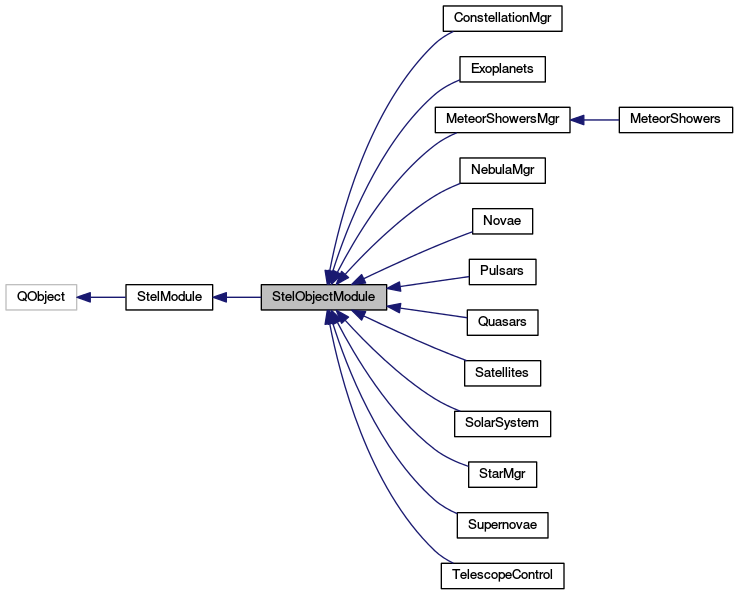 ConstellationMgr
Exoplanets
MeteorShowersMgr
MeteorShowers
NebulaMgr
Novae
Pulsars
QObject
StelModule
StelObjectModule
Quasars
Satellites
SolarSystem
StarMgr
Supernovae
TelescopeControl